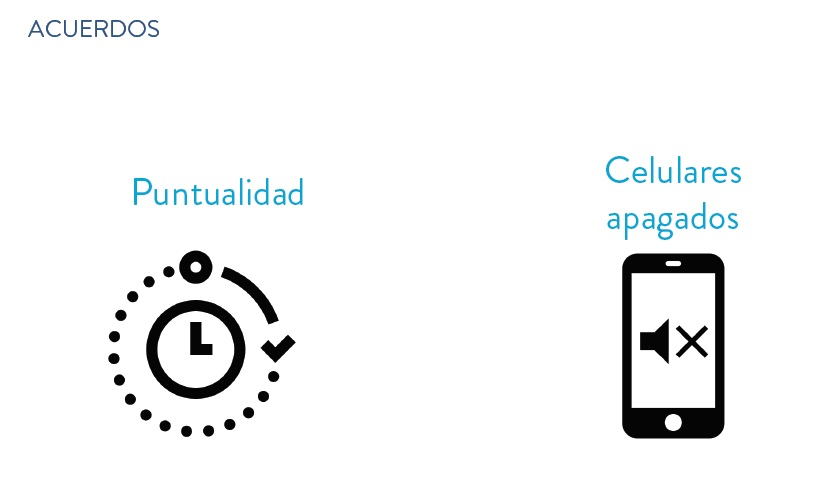 ACUERDOS
Puntualidad
Celulares
apagados